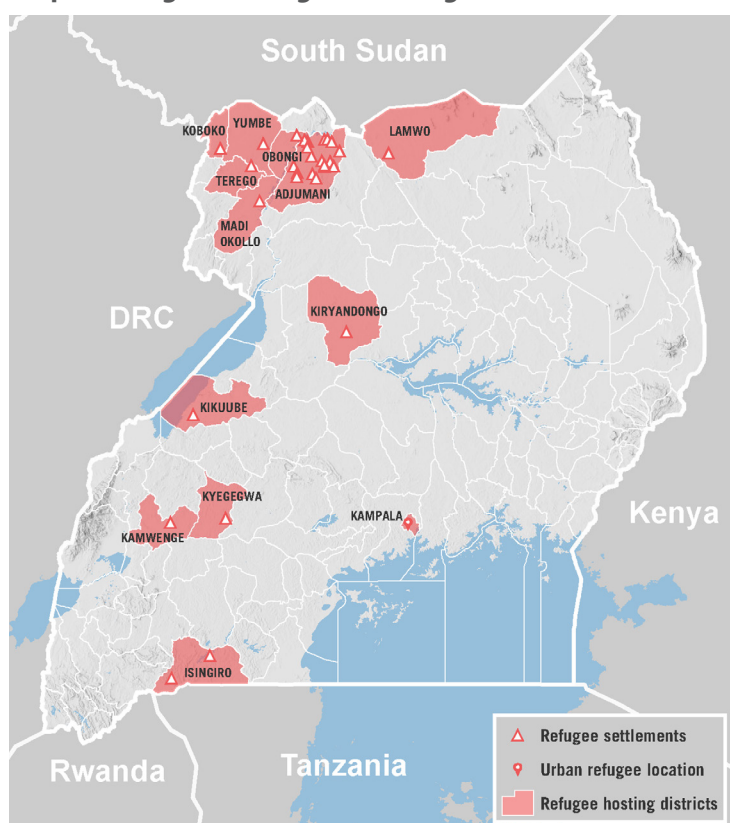 South Sudan
KOBOKO
YUMBE
LAMWO
OBONGI
TEREGO
ADJUMANI
MADI
OKOLLO
DRC
KIRYANDONGO
KIKUUBE
KYEGEGWA
KAMPALA
Kenya
KAMWENGE
ISINGIRO
Rwanda
Tanzania
Refugee settlements
Urban refugee location
Refugee hosting districts